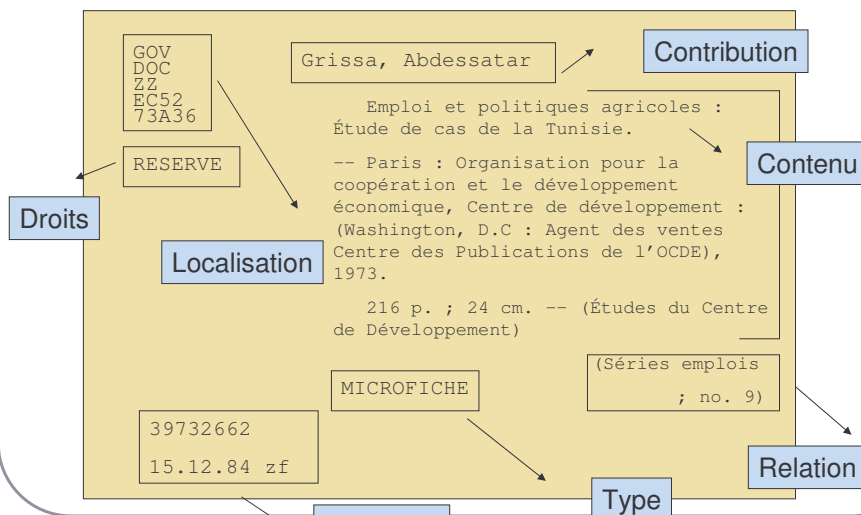 GOV
DOC
ZZ
EC52
73A36
Grissa, Abdessatar
Contribution
Emploi et politiques agricoles :
Étude de cas de la Tunisie.
RESERVE
-- Paris : Organisation pour la
coopération et le développement
économique, Centre de développement :
(Washington, D.C : Agent des ventes
Centre des Publications de l'OCDE),
1973.
Contenu
Droits
Localisation
216 p. ; 24 cm. -- (Études du Centre
de Développement)
(Séries emplois
; no. 9)
MICROFICHE
39732662
15.12.84 zf
Relation
Type